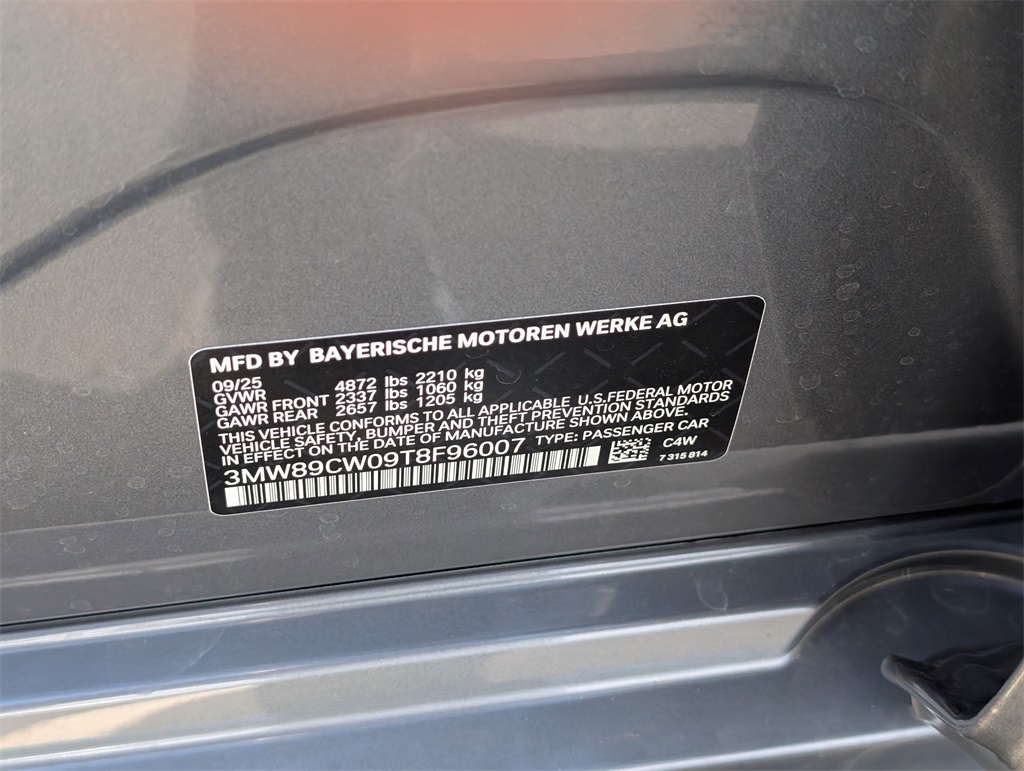 MFD BY BAYERISCHE MOTOREN WERKE AG
09/25
GVWR 4872 lbs 2210 kg
GAWR FRONT 2337 lbs 1060 kg
GAWR REAR 2657 lbs 1205 kg
THIS VEHICLE CONFORMS TO ALL APPLICABLE U.S.FEDERAL MOTOR
VEHICLE SAFETY, BUMPER AND THEFT PREVENTION STANDARDS
IN EFFECT ON THE DATE OF MANUFACTURE SHOWN ABOVE.
3MW89CW09T8F96007 TYPE: PASSENGER CAR
C4W
7 315 814